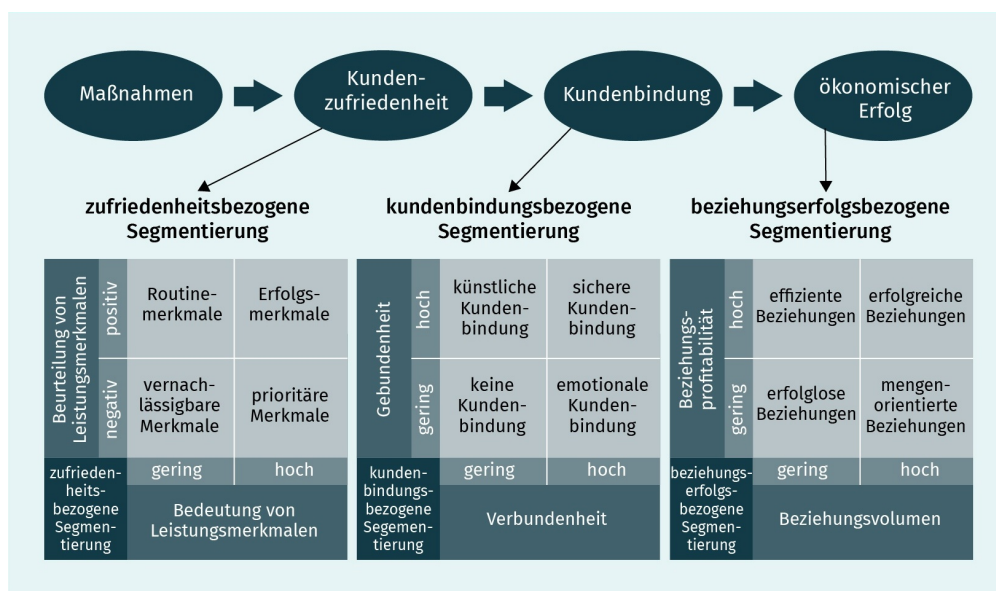 Maßnahmen
Kunden-
zufriedenheit
Kundenbindung
ökonomischer
Erfolg
zufriedenheitsbezogene
Segmentierung
kundenbindungsbezogene
Segmentierung
beziehungserfolgsbezogene
Segmentierung
Beurteilung von
Leistungsmerkmalen
positiv
Routine-
merkmale
Erfolgs-
merkmale
negativ
vernach-
lässigbare
Merkmale
prioritäre
Merkmale
zufrieden-
heits-
bezogene
Segmen-
tierung
gering
hoch
Bedeutung von
Leistungsmerkmalen
Gebundenheit
hoch
künstliche
Kunden-
bindung
sichere
Kunden-
bindung
gering
keine
Kunden-
bindung
emotionale
Kunden-
bindung
kunden-
bindungs-
bezogene
Segemen-
tierung
gering
hoch
Verbundenheit
Beziehungs-
profitabilität
hoch
effiziente
Beziehungen
erfolgreiche
Beziehungen
gering
erfolglose
Beziehungen
mengen-
orientierte
Beziehungen
beziehungs-
erfolgs-
bezogene
Segmen-
tierung
gering
hoch
Beziehungsvolumen